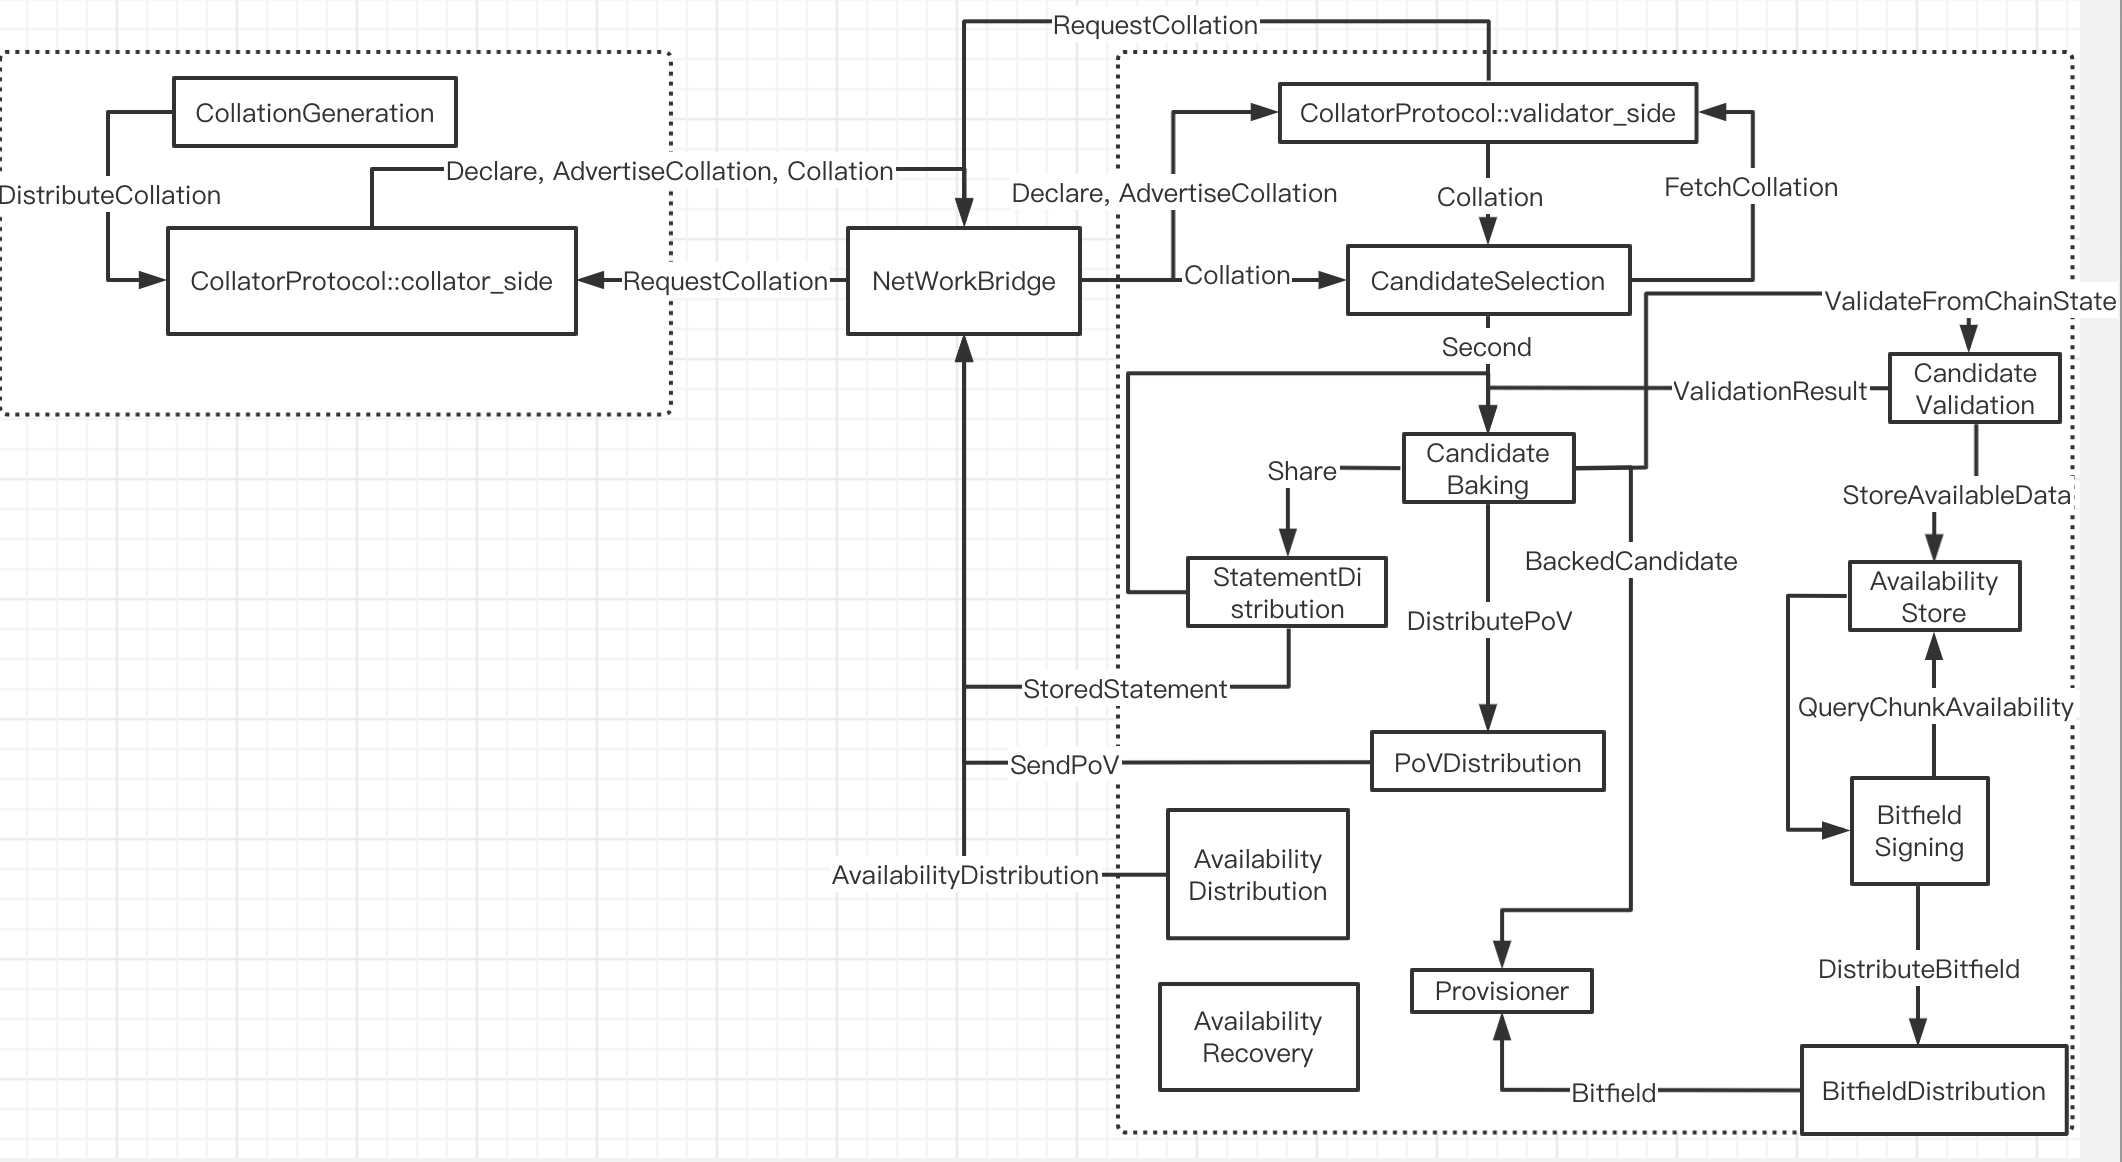 RequestCollation
CollationGeneration
CollatorProtocol::validator_side
Declare, AdvertiseCollation, Collation
DistributeCollation
Declare, AdvertiseCollation
Collation
FetchCollation
CollatorProtocol::collator_side
RequestCollation
NetWorkBridge
Collation
CandidateSelection
ValidateFromChainState
Second
Candidate
Validation
ValidationResult
Candidate
Baking
Share
StoreAvailableData
BackedCandidate
StatementDi
stribution
Availability
Store
DistributePoV
StoredStatement
QueryChunkAvailability
SendPoV
PoVDistribution
Bitfield
Signing
AvailabilityDistribution
Availability
Distribution
DistributeBitfield
Provisioner
Availability
Recovery
Bitfield
BitfieldDistribution